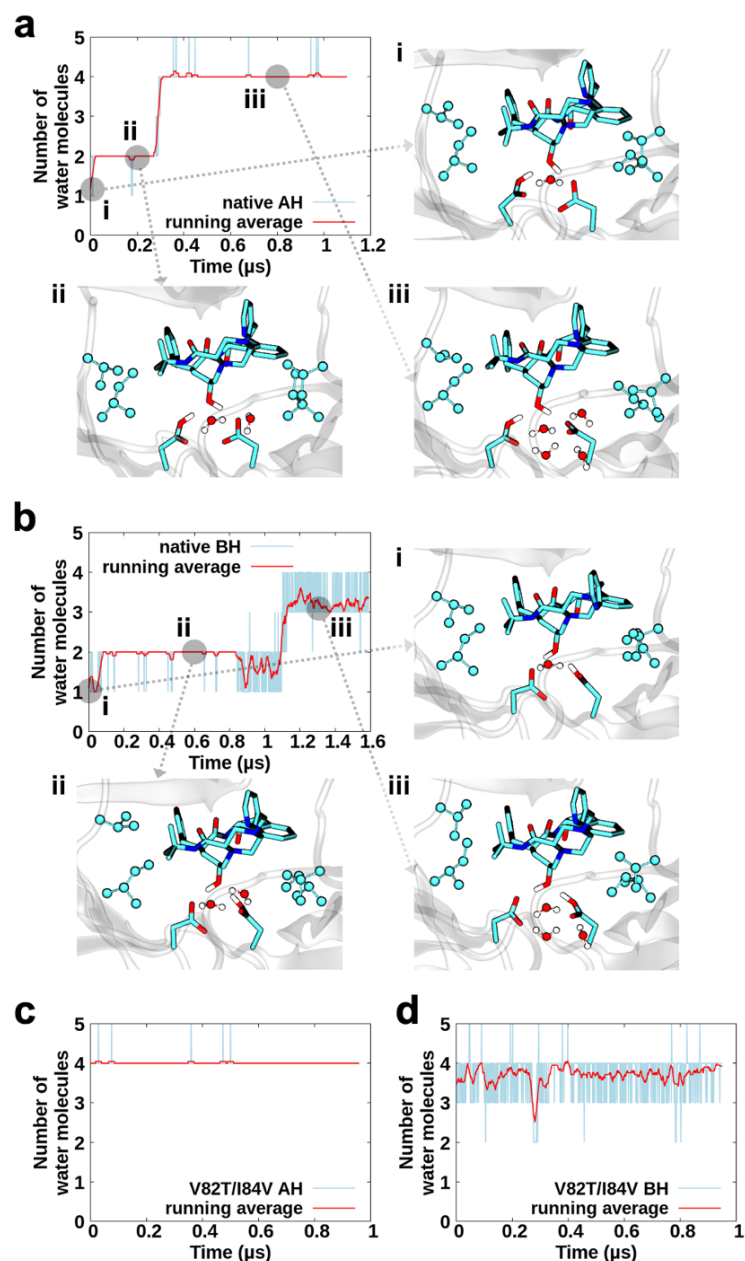 a
5
4
3
2
1
0
Number of
water molecules
i
ii
iii
native AH
running average
0 0.2 0.4 0.6 0.8 1 1.2
Time (µs)
i
ii
iii
b
5
4
3
2
1
0
Number of
water molecules
native BH
running average
i
ii
iii
0 0.2 0.4 0.6 0.8 1 1.2 1.4 1.6
Time (µs)
i
ii
iii
c
5
4
3
2
1
0
Number of
water molecules
V82T/I84V AH
running average
0 0.2 0.4 0.6 0.8 1
Time (µs)
d
5
4
3
2
1
0
Number of
water molecules
V82T/I84V BH
running average
0 0.2 0.4 0.6 0.8 1
Time (µs)